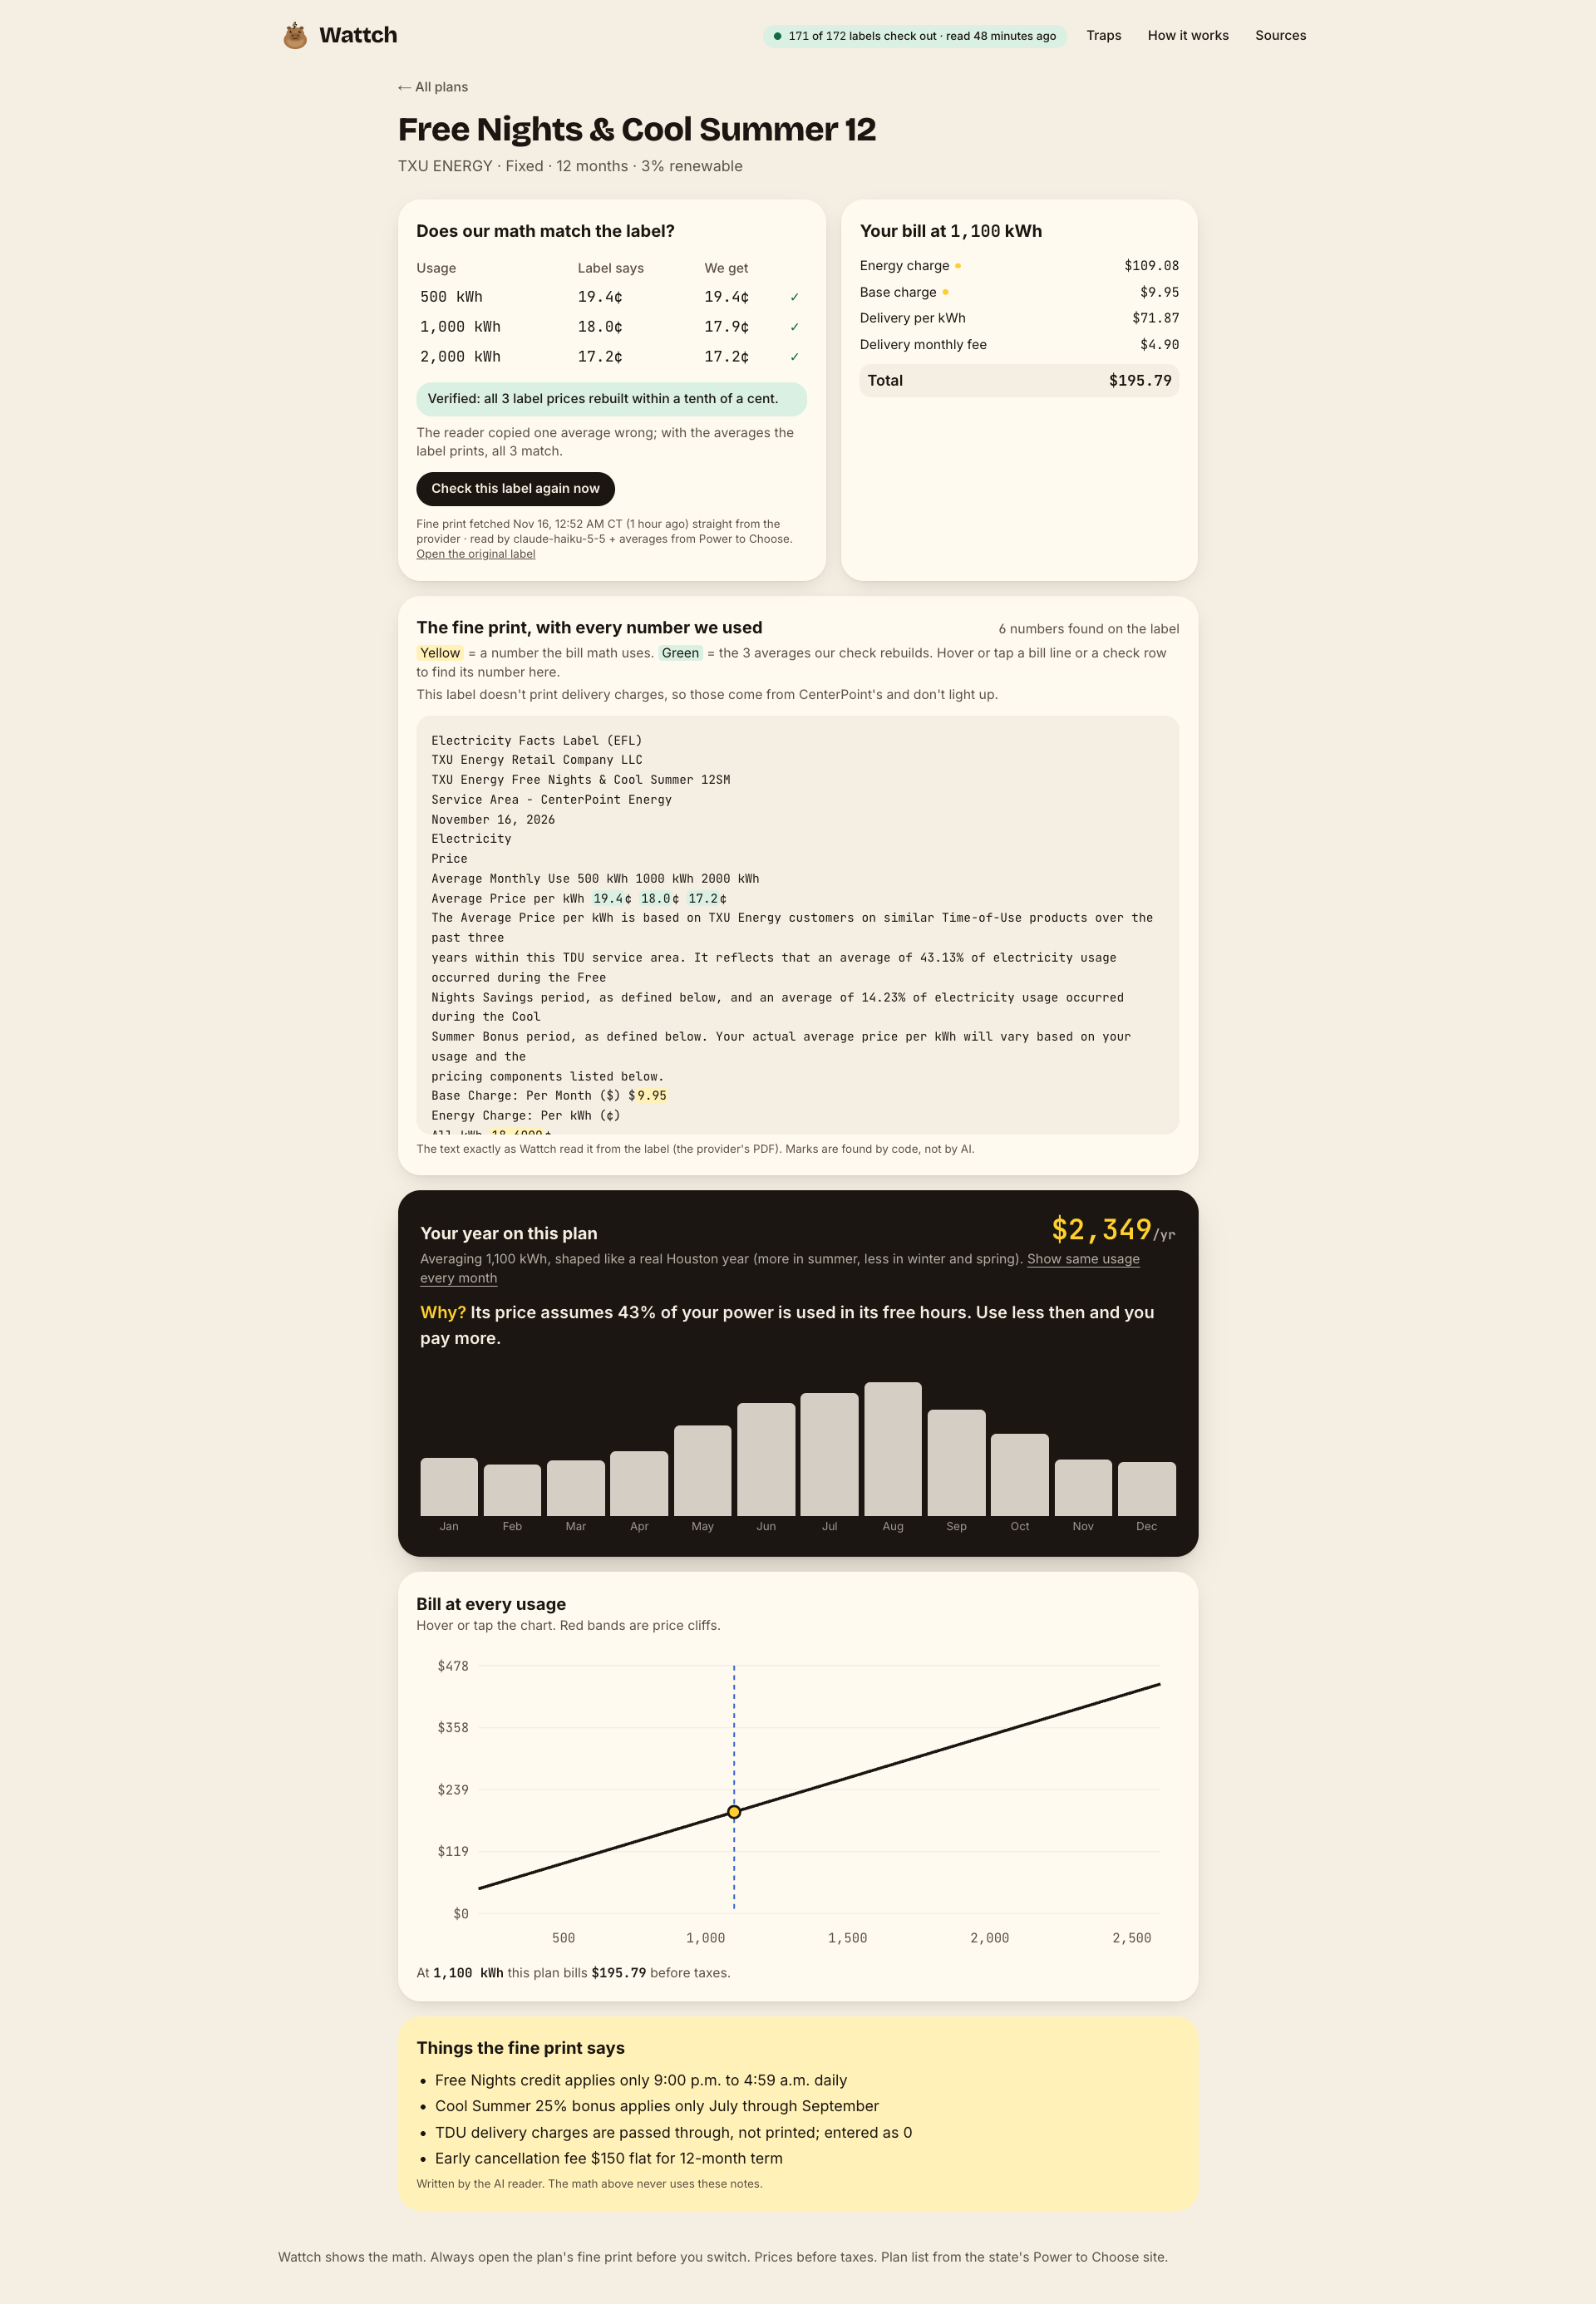 Wattch
171 of 172 labels check out · read 48 minutes ago
Traps
How it works
Sources
← All plans
Free Nights & Cool Summer 12
TXU ENERGY · Fixed · 12 months · 3% renewable
Does our math match the label?
Usage Label says We get
500 kWh 19.4¢ 19.4¢ ✓
1,000 kWh 18.0¢ 17.9¢ ✓
2,000 kWh 17.2¢ 17.2¢ ✓
Verified: all 3 label prices rebuilt within a tenth of a cent.
The reader copied one average wrong; with the averages the
label prints, all 3 match.
Check this label again now
Fine print fetched Nov 16, 12:52 AM CT (1 hour ago) straight from the
provider · read by claude-haiku-5-5 + averages from Power to Choose.
Open the original label
Your bill at 1,100 kWh
Energy charge $109.08
Base charge $9.95
Delivery per kWh $71.87
Delivery monthly fee $4.90
Total $195.79
The fine print, with every number we used
6 numbers found on the label
Yellow = a number the bill math uses. Green = the 3 averages our check rebuilds. Hover or tap a bill line or a check row
to find its number here.
This label doesn't print delivery charges, so those come from CenterPoint's and don't light up.
Electricity Facts Label (EFL)
TXU Energy Retail Company LLC
TXU Energy Free Nights & Cool Summer 12SM
Service Area - CenterPoint Energy
November 16, 2026
Electricity
Price
Average Monthly Use 500 kWh 1000 kWh 2000 kWh
Average Price per kWh 19.4¢ 18.0¢ 17.2¢
The Average Price per kWh is based on TXU Energy customers on similar Time-of-Use products over the
past three
years within this TDU service area. It reflects that an average of 43.13% of electricity usage
occurred during the Free
Nights Savings period, as defined below, and an average of 14.23% of electricity usage occurred
during the Cool
Summer Bonus period, as defined below. Your actual average price per kWh will vary based on your
usage and the
pricing components listed below.
Base Charge: Per Month ($) $9.95
Energy Charge: Per kWh (¢)
All kWh
The text exactly as Wattch read it from the label (the provider's PDF). Marks are found by code, not by AI.
Your year on this plan
$2,349/yr
Averaging 1,100 kWh, shaped like a real Houston year (more in summer, less in winter and spring). Show same usage
every month
Why? Its price assumes 43% of your power is used in its free hours. Use less then and you
pay more.
Jan Feb Mar Apr May Jun Jul Aug Sep Oct Nov Dec
Bill at every usage
Hover or tap the chart. Red bands are price cliffs.
$478
$358
$239
$119
$0
500 1,000 1,500 2,000 2,500
At 1,100 kWh this plan bills $195.79 before taxes.
Things the fine print says
• Free Nights credit applies only 9:00 p.m. to 4:59 a.m. daily
• Cool Summer 25% bonus applies only July through September
• TDU delivery charges are passed through, not printed; entered as 0
• Early cancellation fee $150 flat for 12-month term
Written by the AI reader. The math above never uses these notes.
Wattch shows the math. Always open the plan's fine print before you switch. Prices before taxes. Plan list from the state's Power to Choose site.